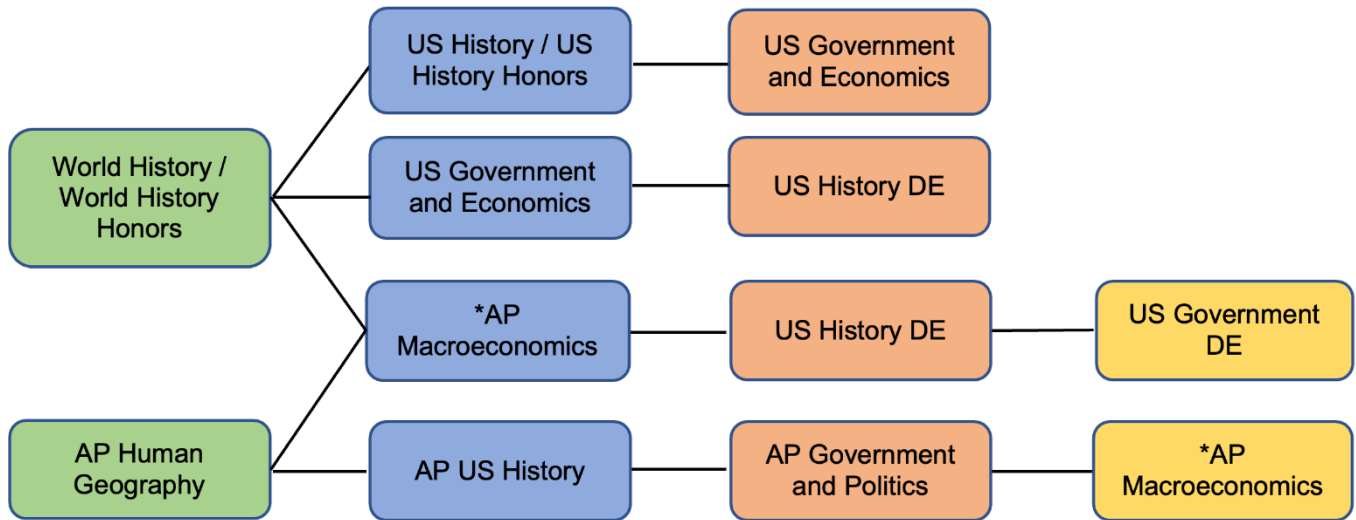 US History / US
History Honors
US Government
and Economics
World History /
World History
Honors
US Government
and Economics
US History DE
*AP
Macroeconomics
US History DE
US Government
DE
AP Human
Geography
AP US History
AP Government
and Politics
*AP
Macroeconomics